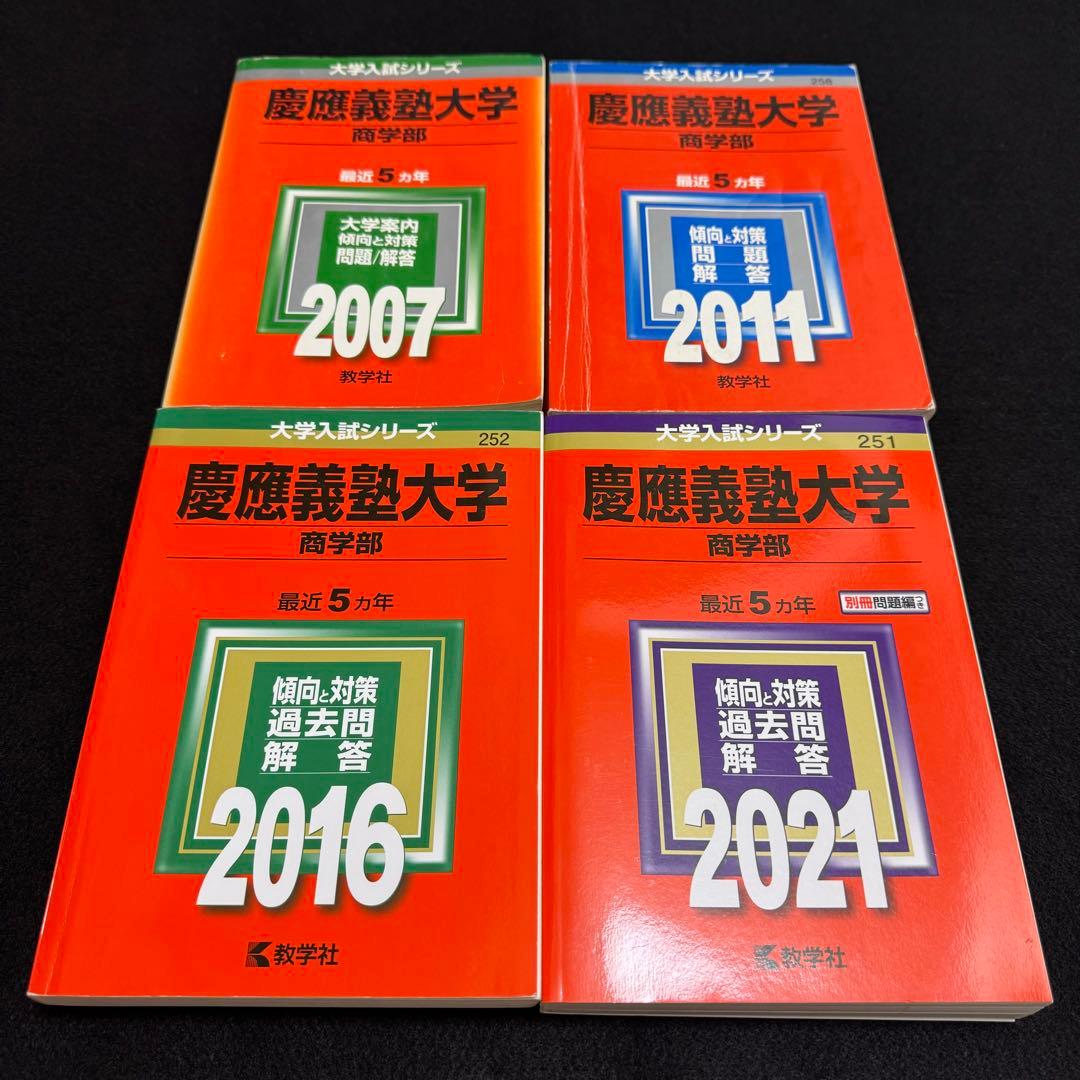 大学入試シリーズ
慶應義塾大学
商学部
最近5ヵ年
大学案内
傾向と対策
問題/解答
2007
教学社
大学入試シリーズ
258
慶應義塾大学
商学部
最近5ヵ年
傾向と対策
問題
解答
2011
教学社
大学入試シリーズ
252
慶應義塾大学
商学部
最近5ヵ年
傾向と対策
過去問
解答
2016
教学社
大学入試シリーズ
251
慶應義塾大学
商学部
最近5ヵ年
別冊問題編つき
傾向と対策
過去問
解答
2021
教学社